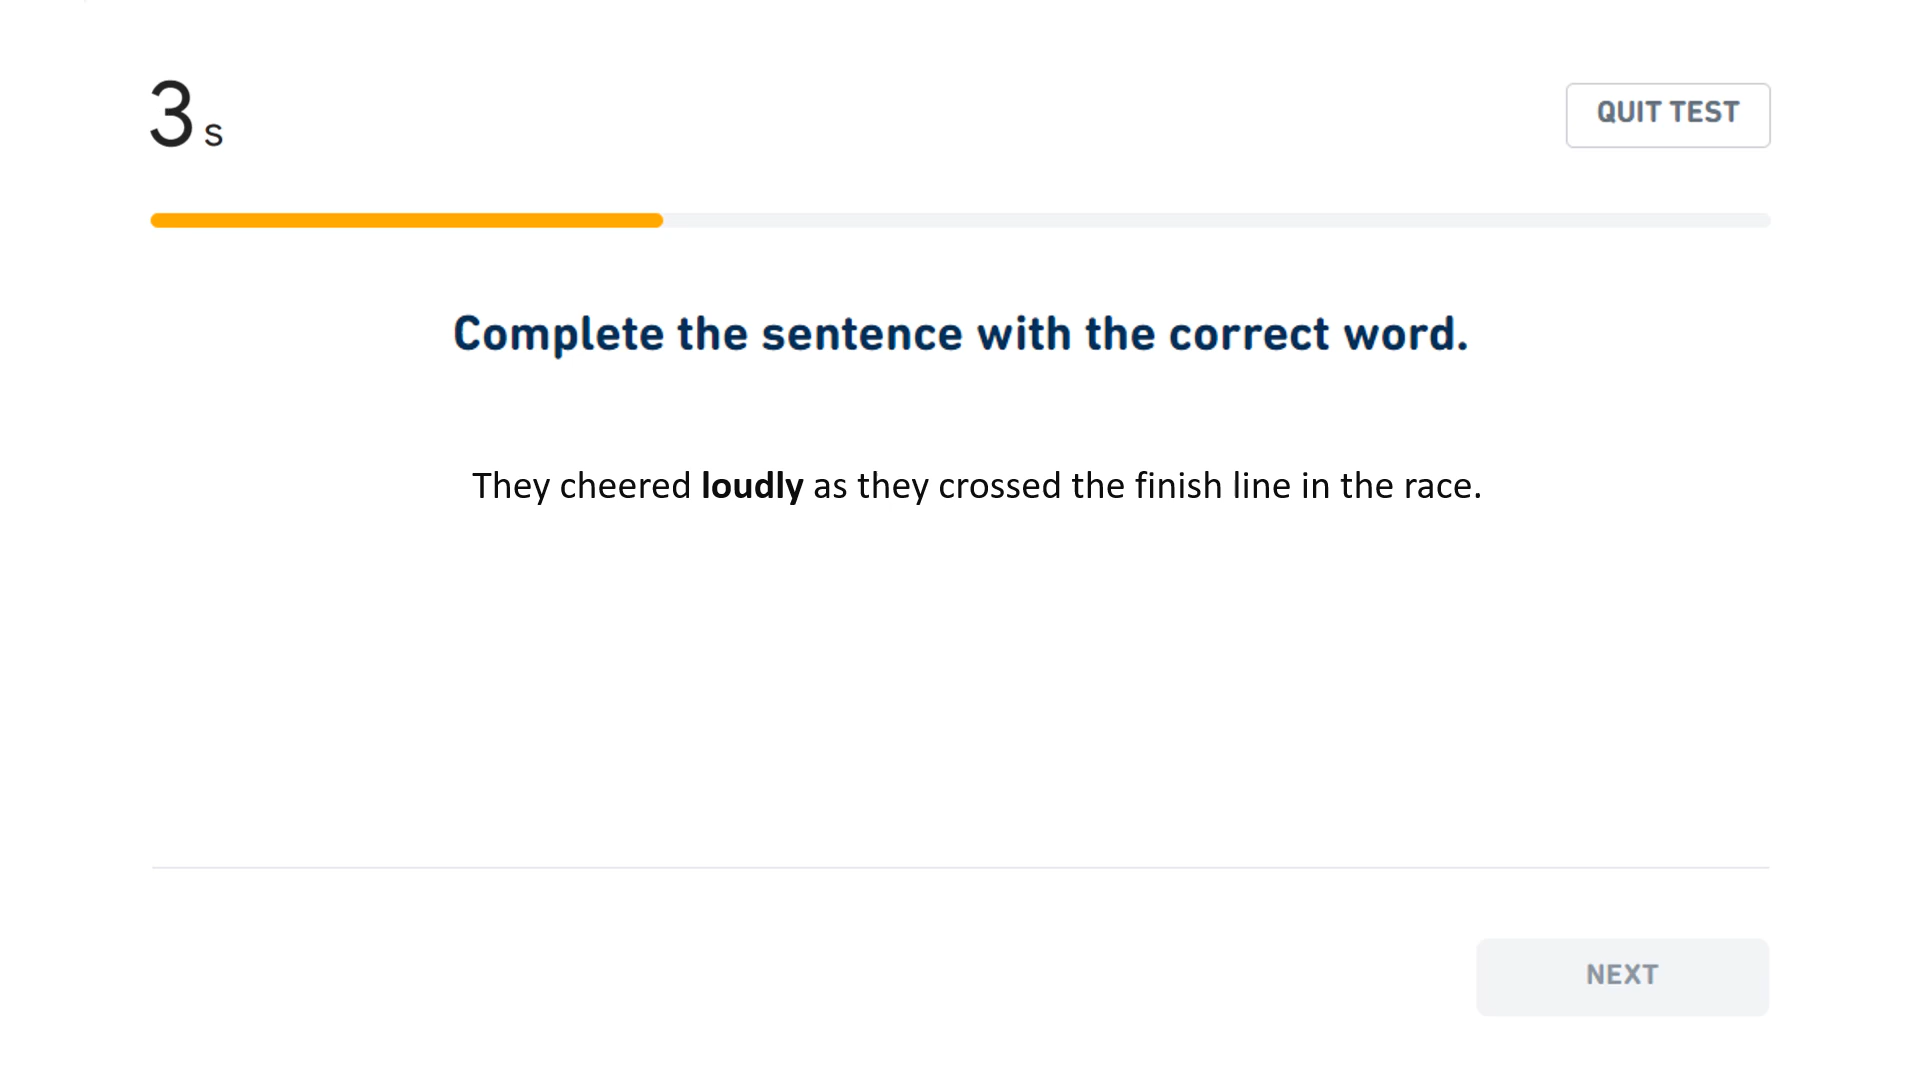 3 s
QUIT TEST
Complete the sentence with the correct word.
They cheered loudly as they crossed the finish line in the race.
NEXT